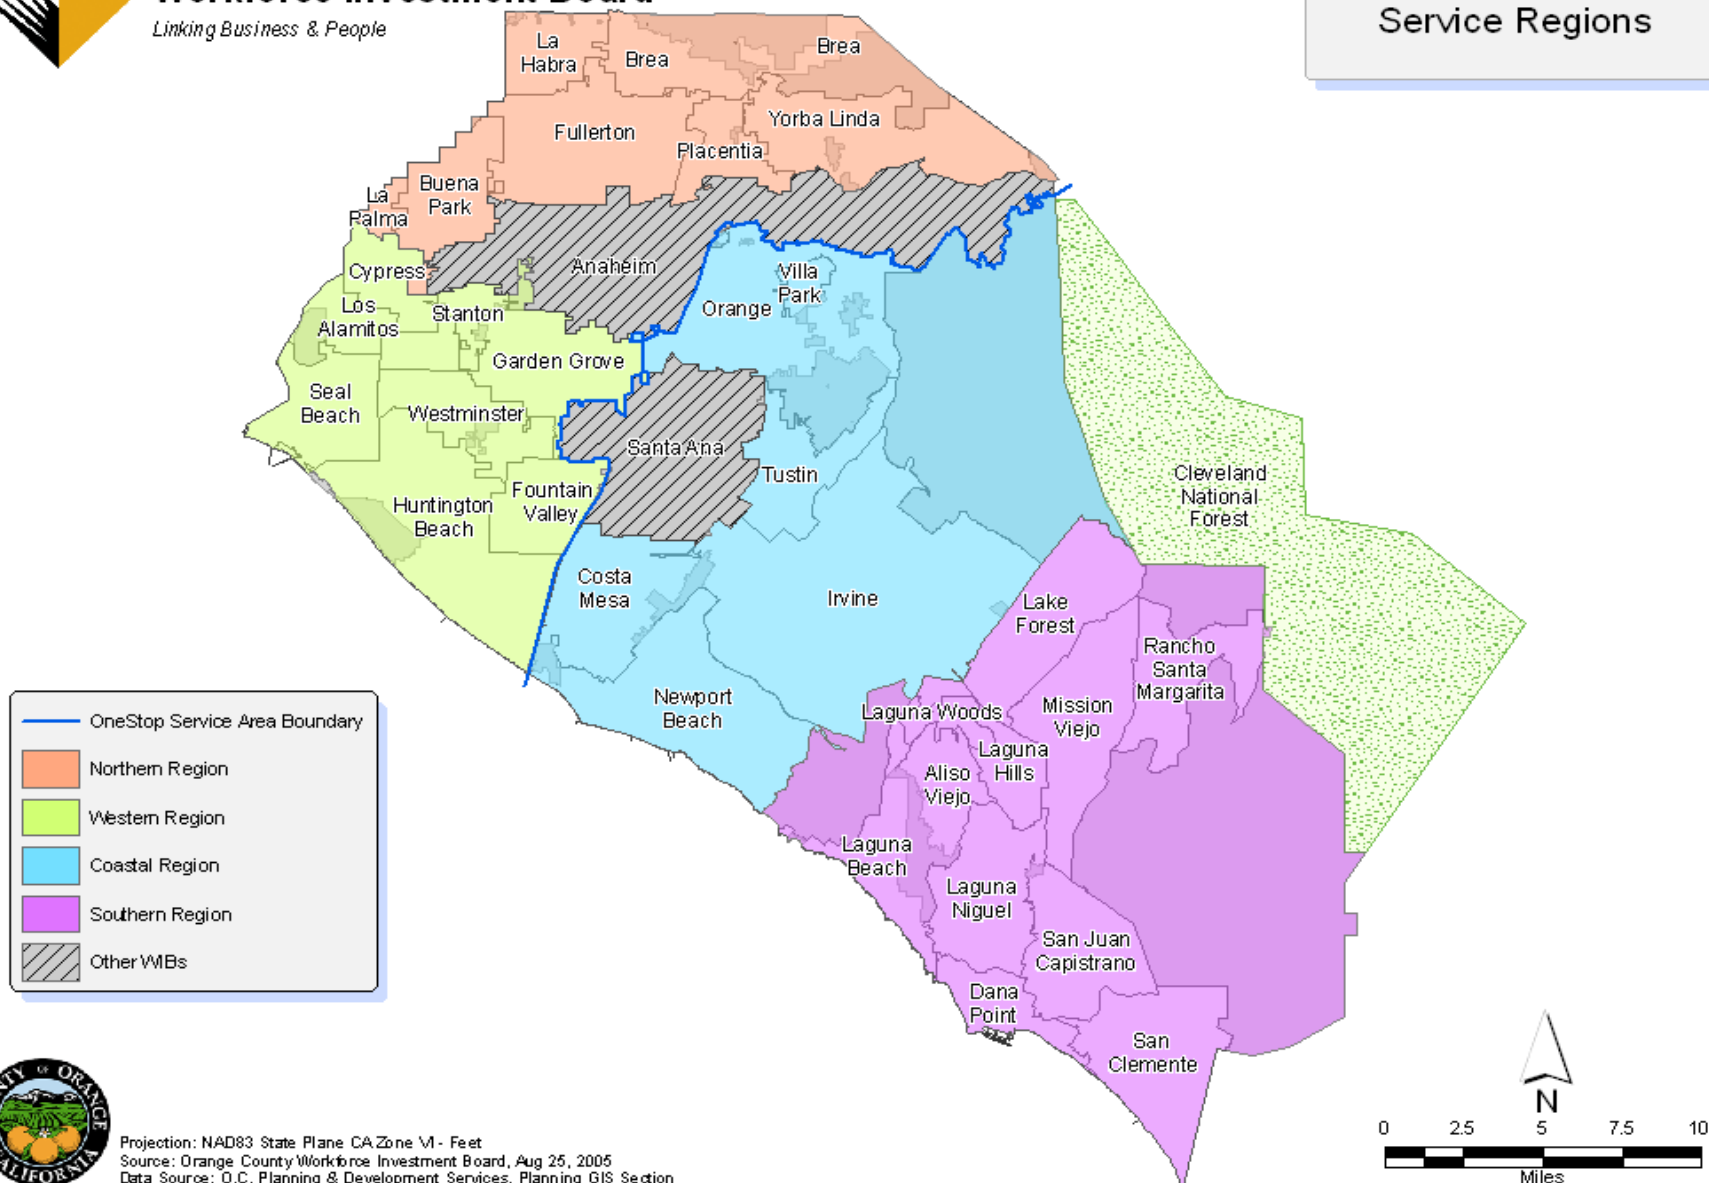 Workforce Investment Board
Linking Business & People
Service Regions
La
Habra
Brea
Brea
Fullerton
Placentia
Yorba Linda
La
Palma
Buena
Park
Cypress
Anaheim
Los
Alamitos
Stanton
Villa
Park
Orange
Garden Grove
Seal
Beach
Westminster
Santa Ana
Tustin
Cleveland
National
Forest
Huntington
Beach
Fountain
Valley
Costa
Mesa
Irvine
Lake
Forest
Rancho
Santa
Margarita
Newport
Beach
Laguna Woods
Mission
Viejo
Laguna
Hills
Aliso
Viejo
Laguna
Beach
Laguna
Niguel
San Juan
Capistrano
Dana
Point
San
Clemente
OneStop Service Area Boundary
Northern Region
Western Region
Coastal Region
Southern Region
Other WIBs
N
0 2.5 5 7.5 10
Miles
OF ORANGE
CALIFORNIA
Projection: NAD83 State Plane CA Zone VI - Feet
Source: Orange County Workforce Investment Board, Aug 25, 2005
Data Source: O.C. Planning & Development Services, Planning GIS Section